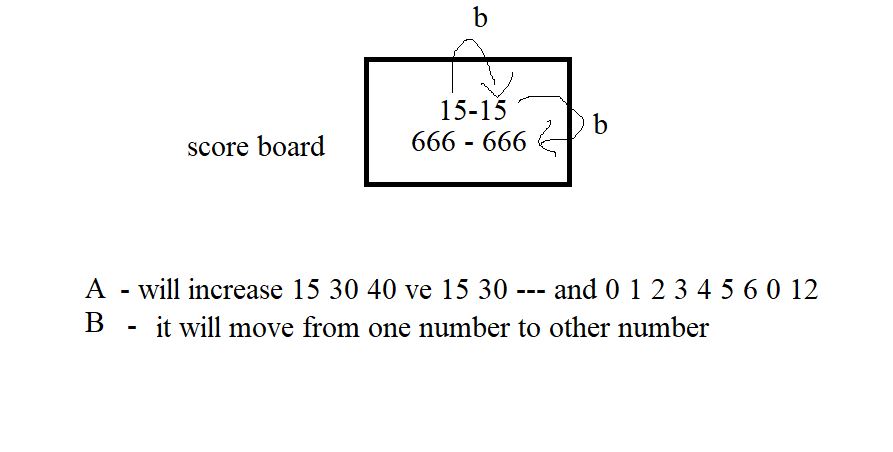 b
15-15
b
666 - 666
score board
A - will increase 15 30 40 ve 15 30 --- and 0 1 2 3 4 5 6 0 12
B - it will move from one number to other number